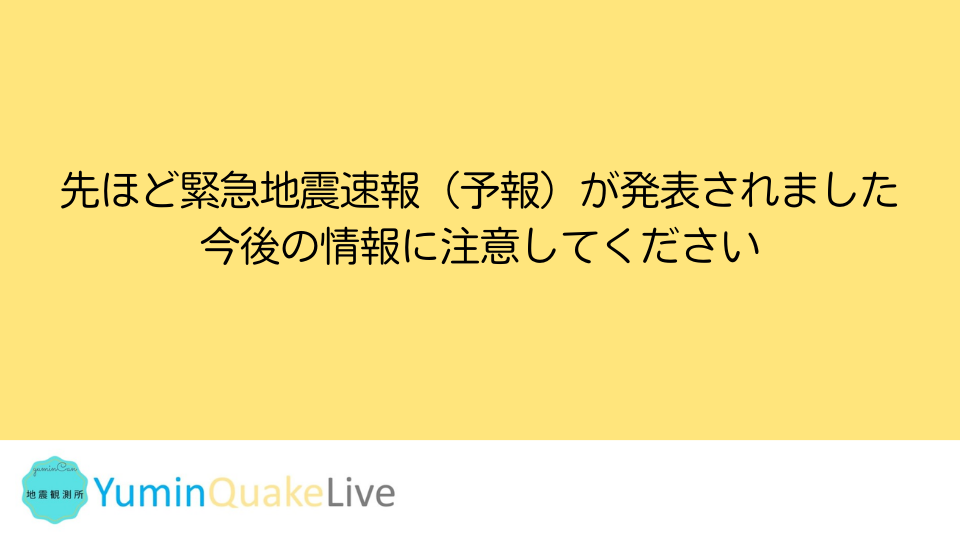 先ほど緊急地震速報（予報）が発表されました
今後の情報に注意してください
yuminCan
地震観測所
YuminQuakeLive